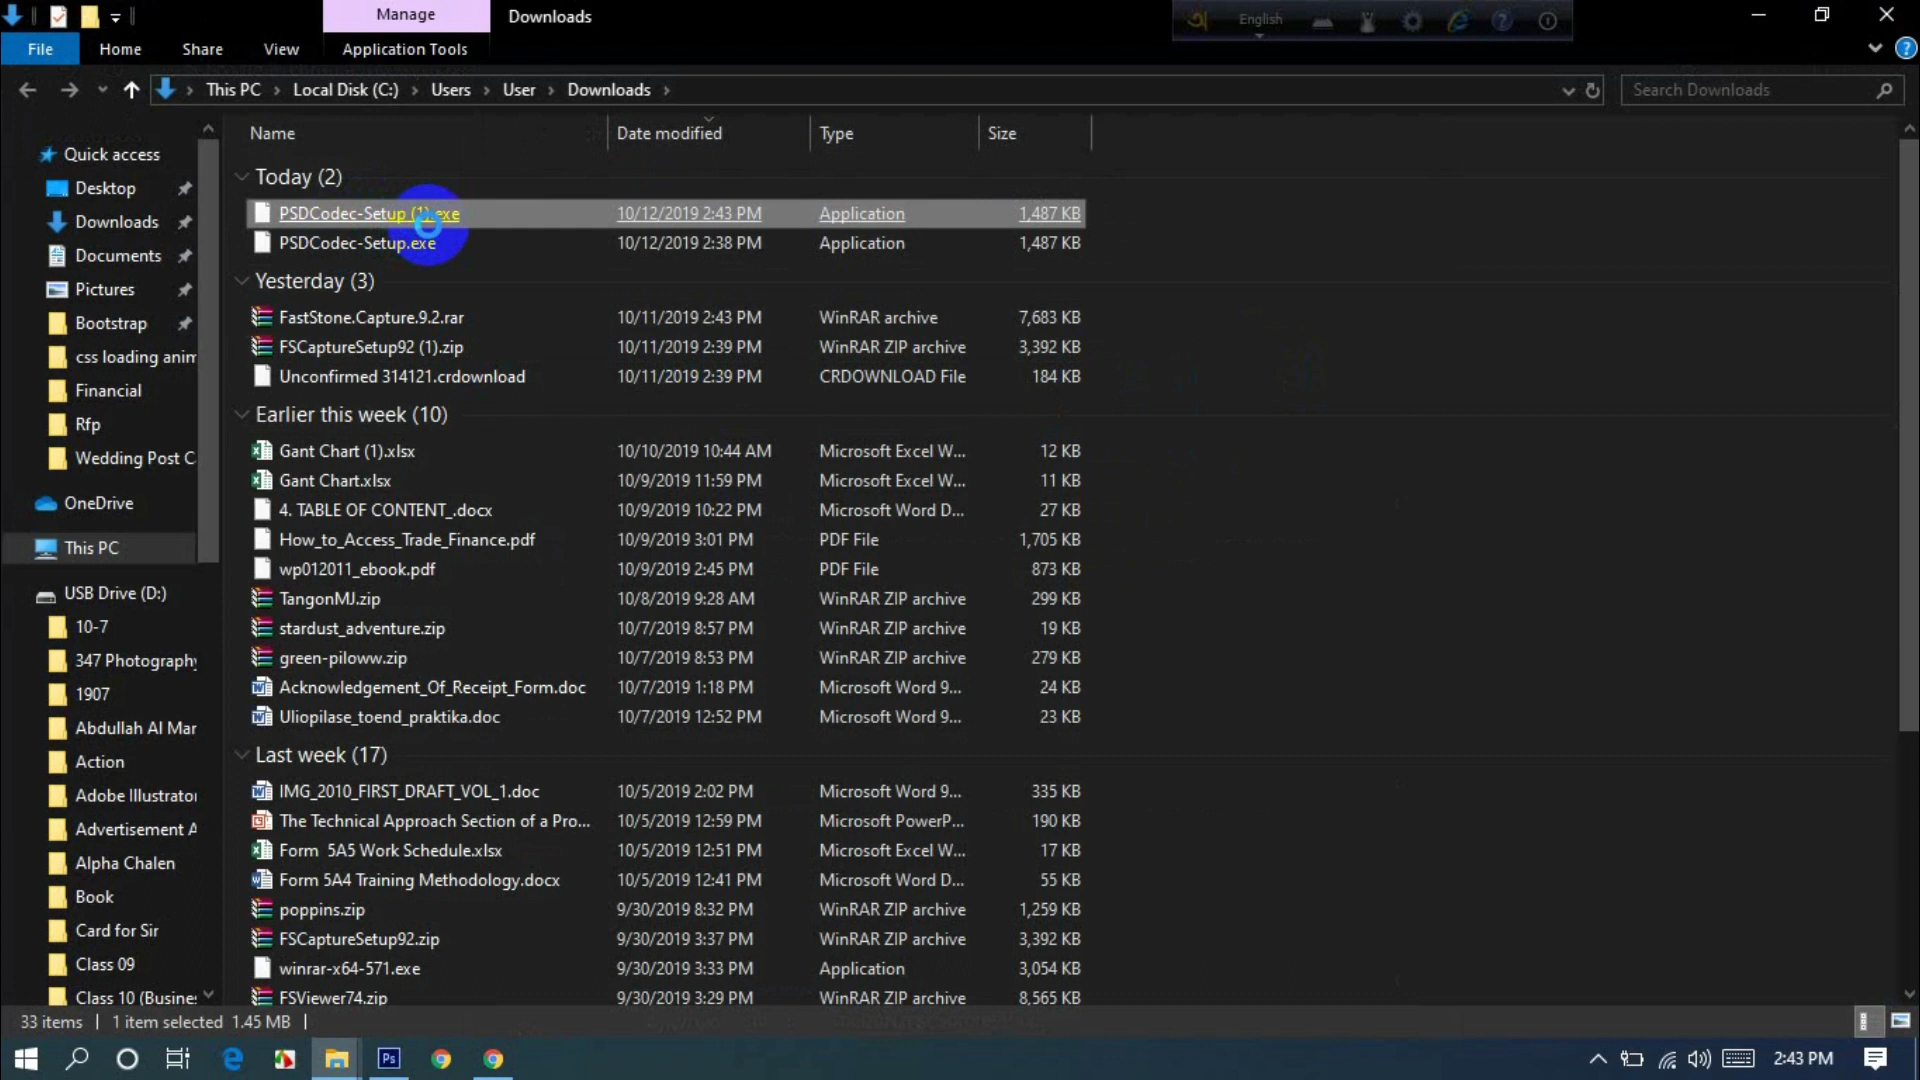 Manage
Downloads
English
File
Home
Share
View
Application Tools
This PC
Local Disk (C:)
Users
User
Downloads
Search Downloads
Name
Date modified
Type
Size
Quick access
Desktop
Downloads
Documents
Pictures
Bootstrap
css loading anim
Financial
Rfp
Wedding Post C
OneDrive
This PC
USB Drive (D:)
10-7
347 Photography
1907
Abdullah Al Mar
Action
Adobe Illustrator
Advertisement A
Alpha Chalen
Book
Card for Sir
Class 09
Class 10 (Busines
Today (2)
PSDCodec-Setup (1).exe 10/12/2019 2:43 PM Application 1,487 KB
PSDCodec-Setup.exe 10/12/2019 2:38 PM Application 1,487 KB
Yesterday (3)
FastStone.Capture.9.2.rar 10/11/2019 2:43 PM WinRAR archive 7,683 KB
FSCaptureSetup92 (1).zip 10/11/2019 2:39 PM WinRAR ZIP archive 3,392 KB
Unconfirmed 314121.crdownload 10/11/2019 2:39 PM CRDOWNLOAD File 184 KB
Earlier this week (10)
Gant Chart (1).xlsx 10/10/2019 10:44 AM Microsoft Excel W... 12 KB
Gant Chart.xlsx 10/9/2019 11:59 PM Microsoft Excel W... 11 KB
4. TABLE OF CONTENT_.docx 10/9/2019 10:22 PM Microsoft Word D... 27 KB
How_to_Access_Trade_Finance.pdf 10/9/2019 3:01 PM PDF File 1,705 KB
wp012011_ebook.pdf 10/9/2019 2:45 PM PDF File 873 KB
TangonMJ.zip 10/8/2019 9:28 AM WinRAR ZIP archive 299 KB
stardust_adventure.zip 10/7/2019 8:57 PM WinRAR ZIP archive 19 KB
green-piloww.zip 10/7/2019 8:53 PM WinRAR ZIP archive 279 KB
Acknowledgement_Of_Receipt_Form.doc 10/7/2019 1:18 PM Microsoft Word 9... 24 KB
Uliopilase_toend_praktika.doc 10/7/2019 12:52 PM Microsoft Word 9... 23 KB
Last week (17)
IMG_2010_FIRST_DRAFT_VOL_1.doc 10/5/2019 2:02 PM Microsoft Word 9... 335 KB
The Technical Approach Section of a Pro... 10/5/2019 12:59 PM Microsoft PowerP... 190 KB
Form 5A5 Work Schedule.xlsx 10/5/2019 12:51 PM Microsoft Excel W... 17 KB
Form 5A4 Training Methodology.docx 10/5/2019 12:41 PM Microsoft Word D... 55 KB
poppins.zip 9/30/2019 8:32 PM WinRAR ZIP archive 1,259 KB
FSCaptureSetup92.zip 9/30/2019 3:37 PM WinRAR ZIP archive 3,392 KB
winrar-x64-571.exe 9/30/2019 3:33 PM Application 3,054 KB
FSViewer74.zip 9/30/2019 3:29 PM WinRAR ZIP archive 8,565 KB
33 items
1 item selected 1.45 MB
Ps
2:43 PM